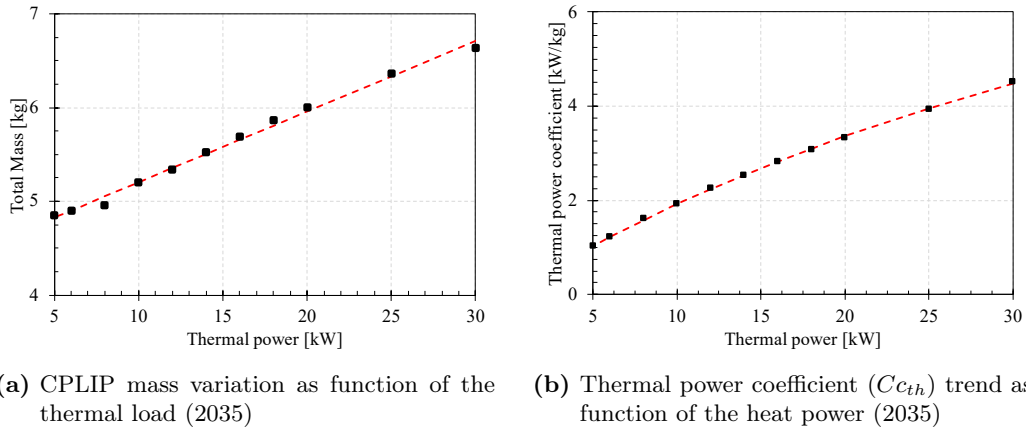 7
6
5
4
Total Mass [kg]
5 10 15 20 25 30
Thermal power [kW]
6
4
2
0
Thermal power coefficient [kW/kg]
5 10 15 20 25 30
Thermal power [kW]
(a) CPLIP mass variation as function of the
thermal load (2035)
(b) Thermal power coefficient (Cc_th) trend as
function of the heat power (2035)